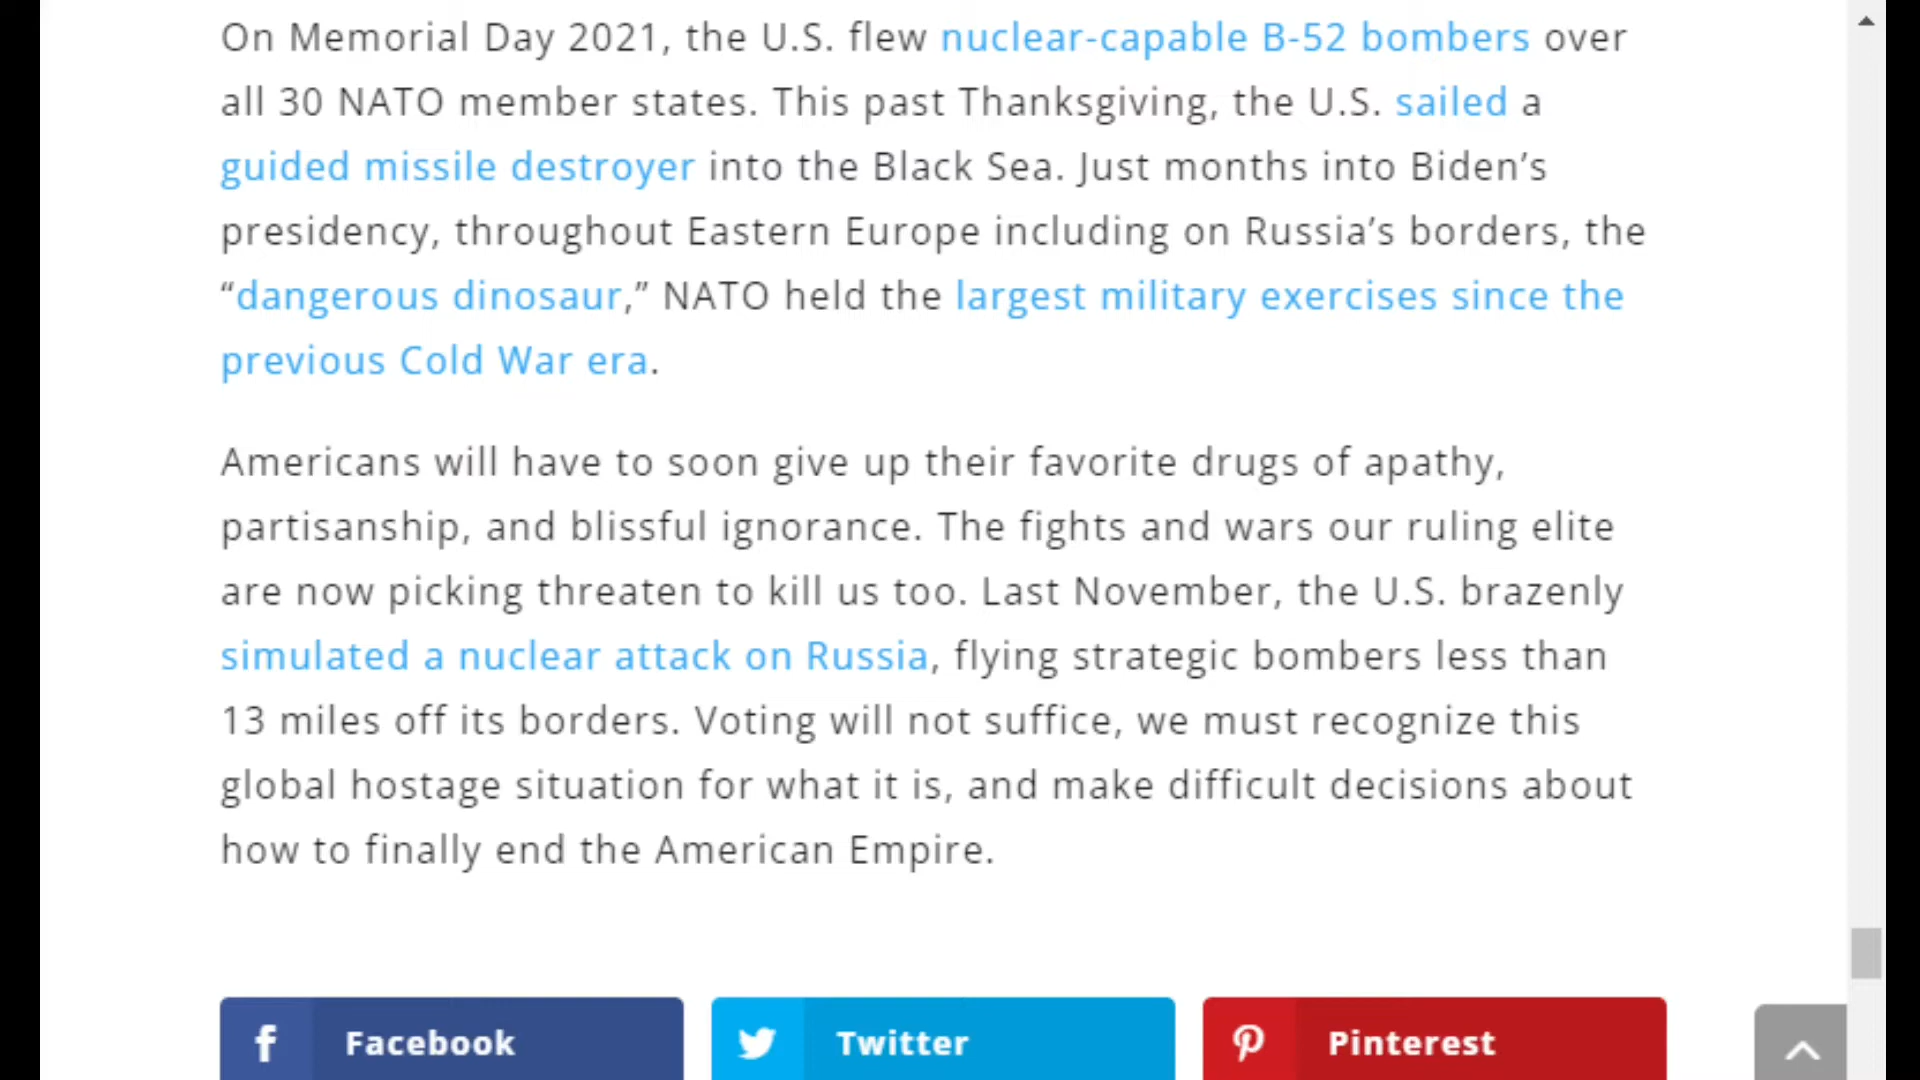 On Memorial Day 2021, the U.S. flew nuclear-capable B-52 bombers over
all 30 NATO member states. This past Thanksgiving, the U.S. sailed a
guided missile destroyer into the Black Sea. Just months into Biden’s
presidency, throughout Eastern Europe including on Russia’s borders, the
“dangerous dinosaur,” NATO held the largest military exercises since the
previous Cold War era.
Americans will have to soon give up their favorite drugs of apathy,
partisanship, and blissful ignorance. The fights and wars our ruling elite
are now picking threaten to kill us too. Last November, the U.S. brazenly
simulated a nuclear attack on Russia, flying strategic bombers less than
13 miles off its borders. Voting will not suffice, we must recognize this
global hostage situation for what it is, and make difficult decisions about
how to finally end the American Empire.
Facebook Twitter Pinterest